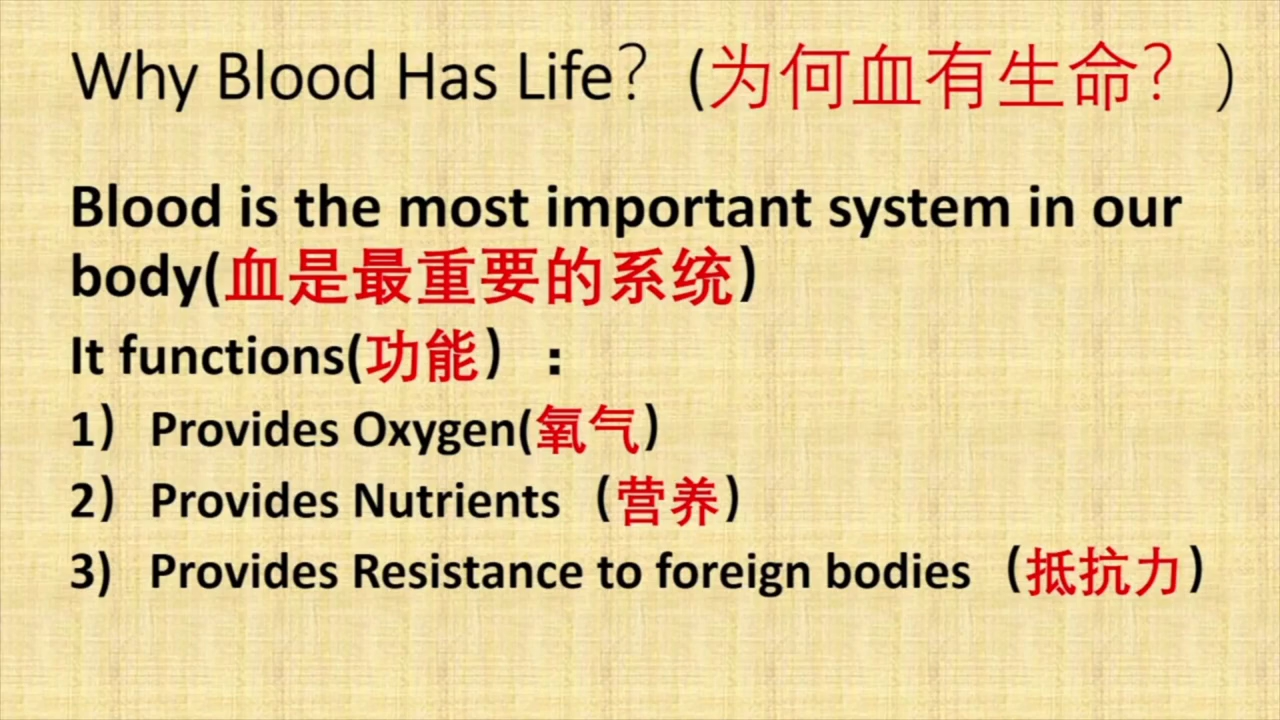 Why Blood Has Life? (为何血有生命？)
Blood is the most important system in our
body(血是最重要的系统)
It functions(功能）：
1） Provides Oxygen(氧气）
2） Provides Nutrients （营养）
3) Provides Resistance to foreign bodies （抵抗力）